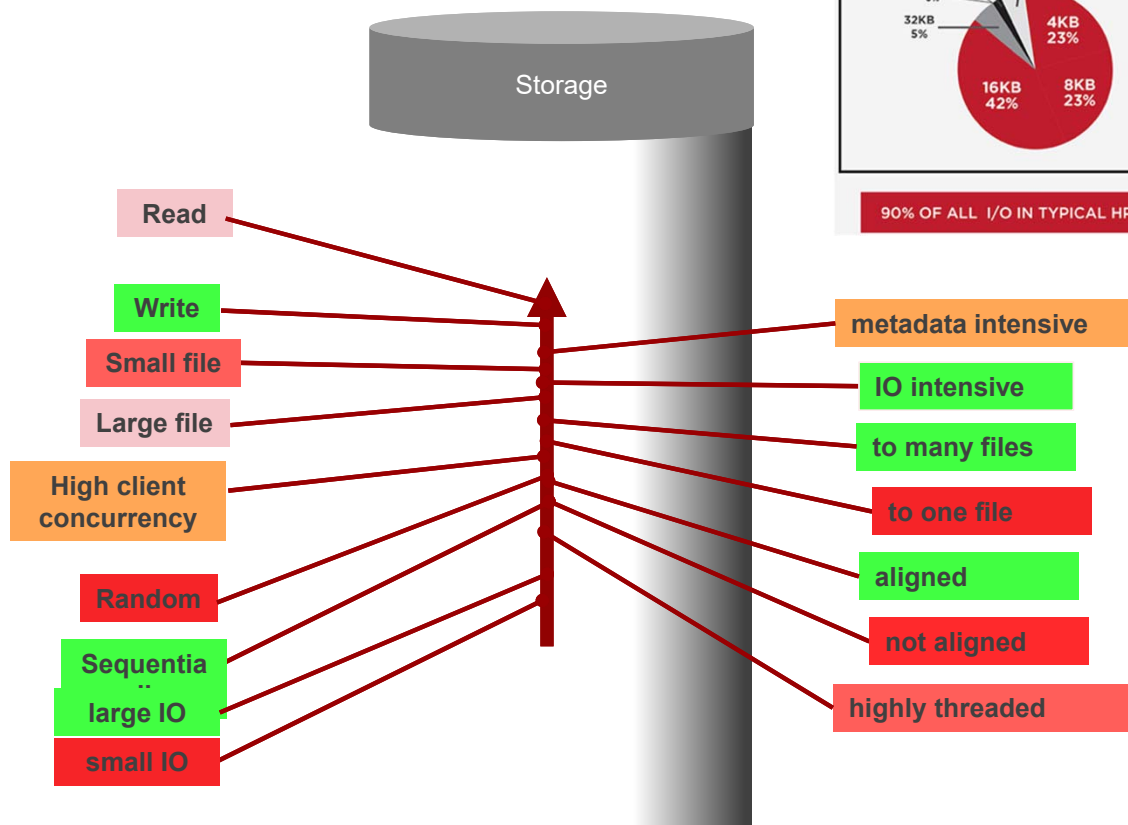 Storage
32KB
5%
4KB
23%
16KB
42%
8KB
23%
90% OF ALL I/O IN TYPICAL
Read
Write
Small file
Large file
High client
concurrency
Random
Sequentia
large IO
small IO
metadata intensive
IO intensive
to many files
to one file
aligned
not aligned
highly threaded